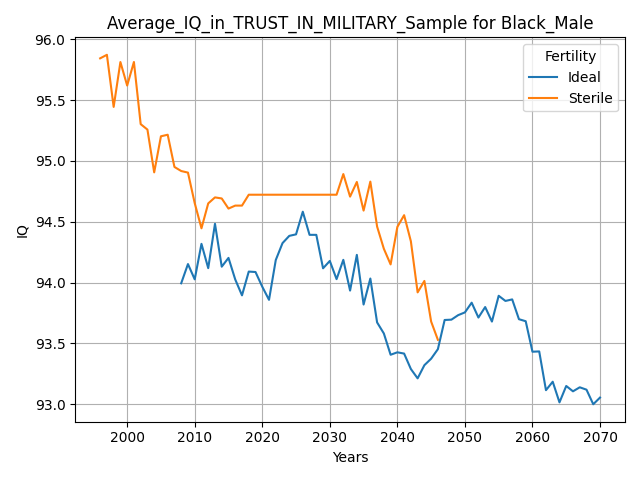 Average_IQ_in_TRUST_IN_MILITARY_Sample for Black_Male
Fertility
Ideal
Sterile
IQ
96.0
95.5
95.0
94.5
94.0
93.5
93.0
2000 2010 2020 2030 2040 2050 2060 2070
Years